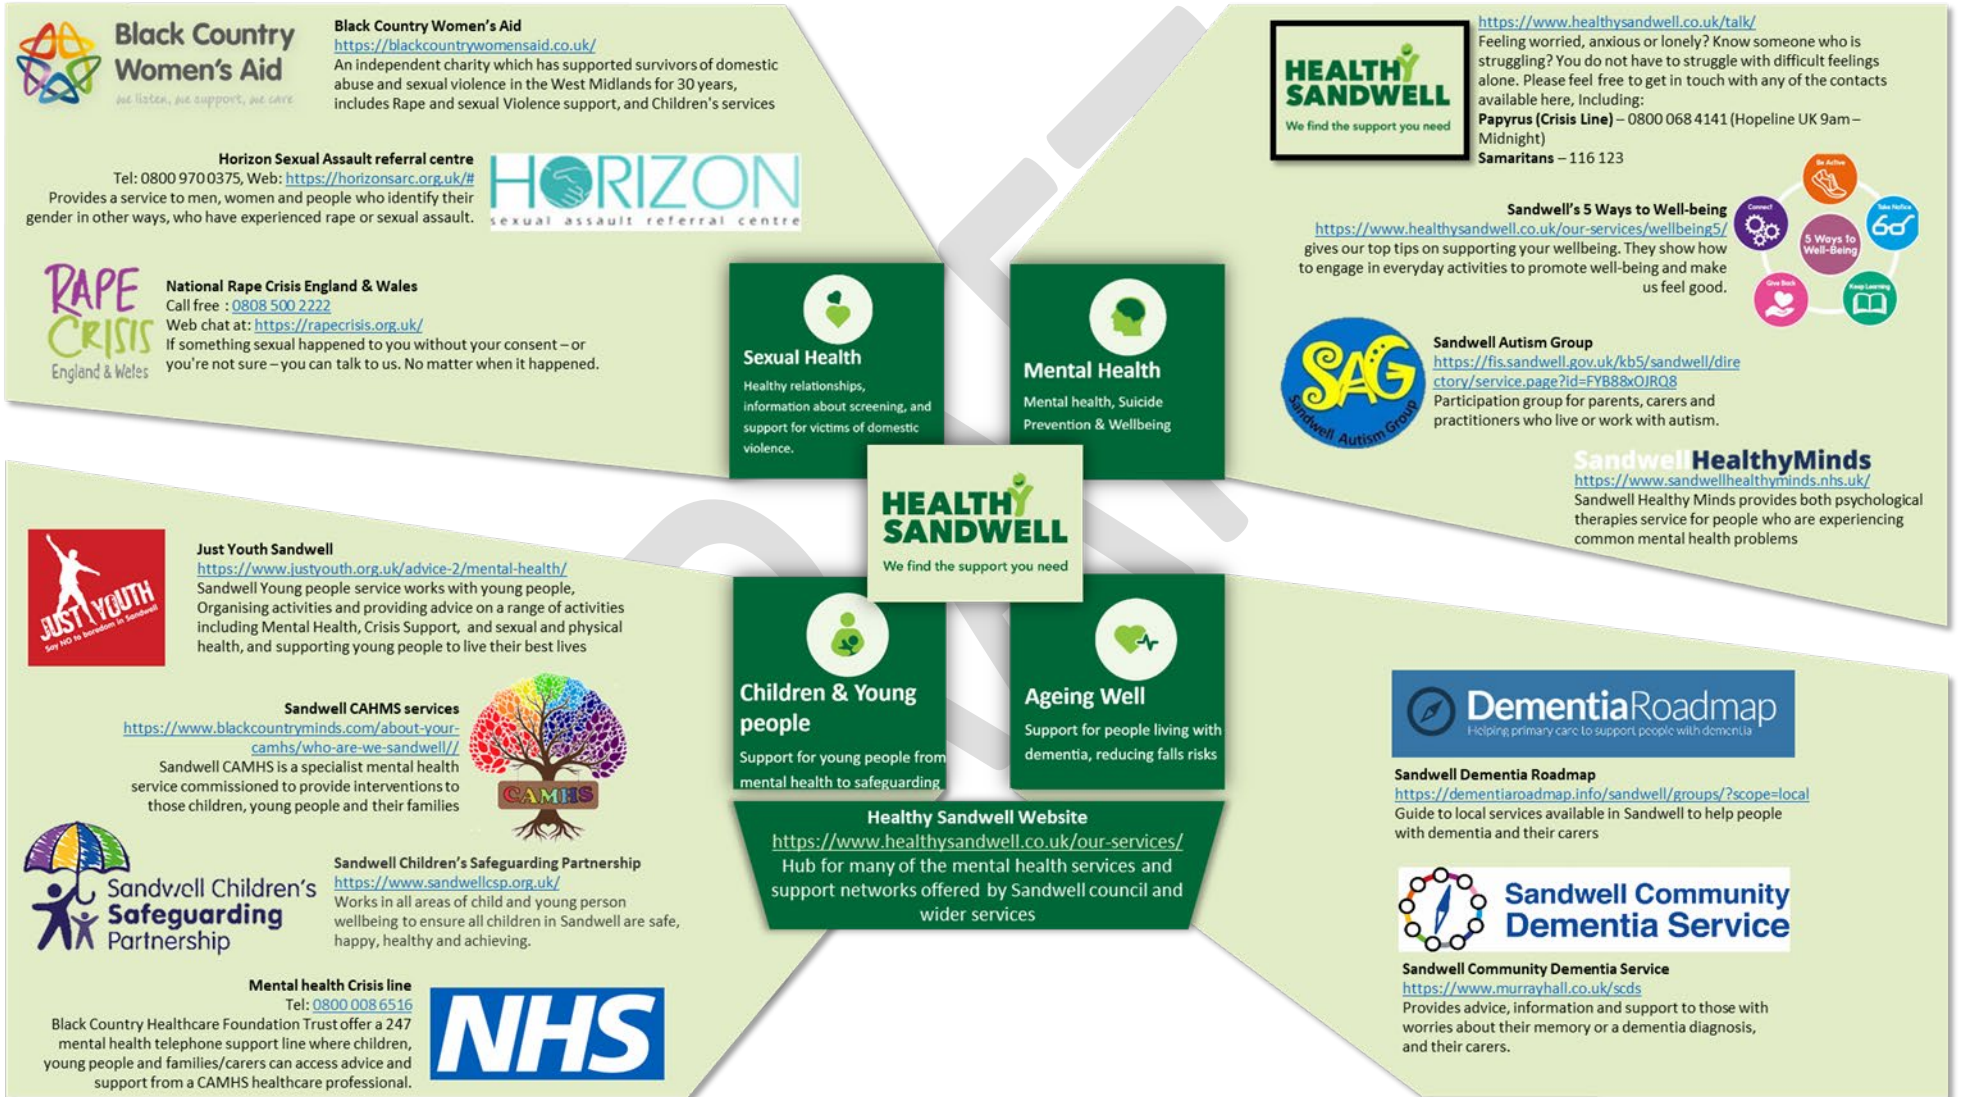 Black Country
Women's Aid
we listen, we support, we care
Black Country Women's Aid
https://blackcountrywomensaid.co.uk/
An independent charity which has supported survivors of domestic
abuse and sexual violence in the West Midlands for 30 years,
includes Rape and sexual Violence support, and Children's services
Horizon Sexual Assault referral centre
Tel: 0800 970 0375, Web: https://horizonsarc.org.uk/#
Provides a service to men, women and people who identify their
gender in other ways, who have experienced rape or sexual assault.
HORIZON
sexual assault referral centre
RAPE
CRISIS
England & Wales
National Rape Crisis England & Wales
Call free : 0808 500 2222
Web chat at: https://rapecrisis.org.uk/
If something sexual happened to you without your consent – or
you're not sure – you can talk to us. No matter when it happened.
Sexual Health
Healthy relationships,
information about screening, and
support for victims of domestic
violence.
HEALTHY
SANDWELL
We find the support you need
https://www.healthysandwell.co.uk/talk/
Feeling worried, anxious or lonely? Know someone who is
struggling? You do not have to struggle with difficult feelings
alone. Please feel free to get in touch with any of the contacts
available here, Including:
Papyrus (Crisis Line) – 0800 068 4141 (Hopeline UK 9am –
Midnight)
Samaritans – 116 123
Sandwell's 5 Ways to Well-being
https://www.healthysandwell.co.uk/our-services/wellbeing5/
gives our top tips on supporting your wellbeing. They show how
to engage in everyday activities to promote well-being and make
us feel good.
Be Active
Connect
Take Notice
5 Ways to
Well-Being
Give Back
Keep Learning
SAG
Sandwell Autism Group
Sandwell Autism Group
https://fis.sandwell.gov.uk/kb5/sandwell/dire
ctory/service.page?id=FYB88xOJRQ8
Participation group for parents, carers and
practitioners who live or work with autism.
SandwellHealthyMinds
https://www.sandwellhealthyminds.nhs.uk/
Sandwell Healthy Minds provides both psychological
therapies service for people who are experiencing
common mental health problems
Mental Health
Mental health, Suicide
Prevention & Wellbeing
HEALTHY
SANDWELL
We find the support you need
JUST YOUTH
Say NO to boredom in Sandwell
Just Youth Sandwell
https://www.justyouth.org.uk/advice-2/mental-health/
Sandwell Young people service works with young people,
Organising activities and providing advice on a range of activities
including Mental Health, Crisis Support, and sexual and physical
health, and supporting young people to live their best lives
Sandwell CAHMS services
https://www.blackcountryminds.com/about-your-
camhs/who-are-we-sandwell//
Sandwell CAMHS is a specialist mental health
service commissioned to provide interventions to
those children, young people and their families
CAMHS
Sandwell Children's
Safeguarding
Partnership
Sandwell Children's Safeguarding Partnership
https://www.sandwellcsp.org.uk/
Works in all areas of child and young person
wellbeing to ensure all children in Sandwell are safe,
happy, healthy and achieving.
Mental health Crisis line
Tel: 0800 008 6516
Black Country Healthcare Foundation Trust offer a 247
mental health telephone support line where children,
young people and families/carers can access advice and
support from a CAMHS healthcare professional.
NHS
Children & Young
people
Support for young people from
mental health to safeguarding
Ageing Well
Support for people living with
dementia, reducing falls risks
Healthy Sandwell Website
https://www.healthysandwell.co.uk/our-services/
Hub for many of the mental health services and
support networks offered by Sandwell council and
wider services
DementiaRoadmap
Helping primary care to support people with dementia
Sandwell Dementia Roadmap
https://dementiaroadmap.info/sandwell/groups/?scope=local
Guide to local services available in Sandwell to help people
with dementia and their carers
Sandwell Community
Dementia Service
Sandwell Community Dementia Service
https://www.murrayhall.co.uk/scds
Provides advice, information and support to those with
worries about their memory or a dementia diagnosis,
and their carers.
DRAFT